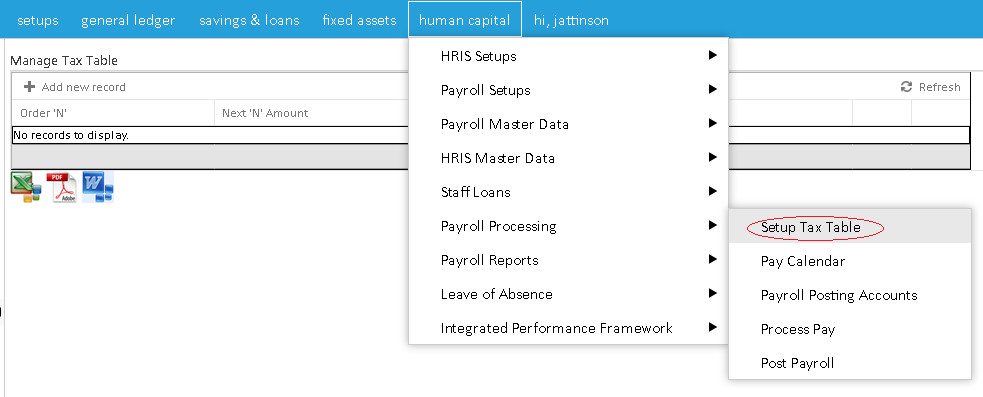 setups general ledger savings & loans fixed assets human capital hi, jattinson
Manage Tax Table
Add new record Refresh
Order 'N' Next 'N' Amount
No records to display.
HRIS Setups
Payroll Setups
Payroll Master Data
HRIS Master Data
Staff Loans
Payroll Processing
Payroll Reports
Leave of Absence
Integrated Performance Framework
Setup Tax Table
Pay Calendar
Payroll Posting Accounts
Process Pay
Post Payroll
PDF
Adobe
W